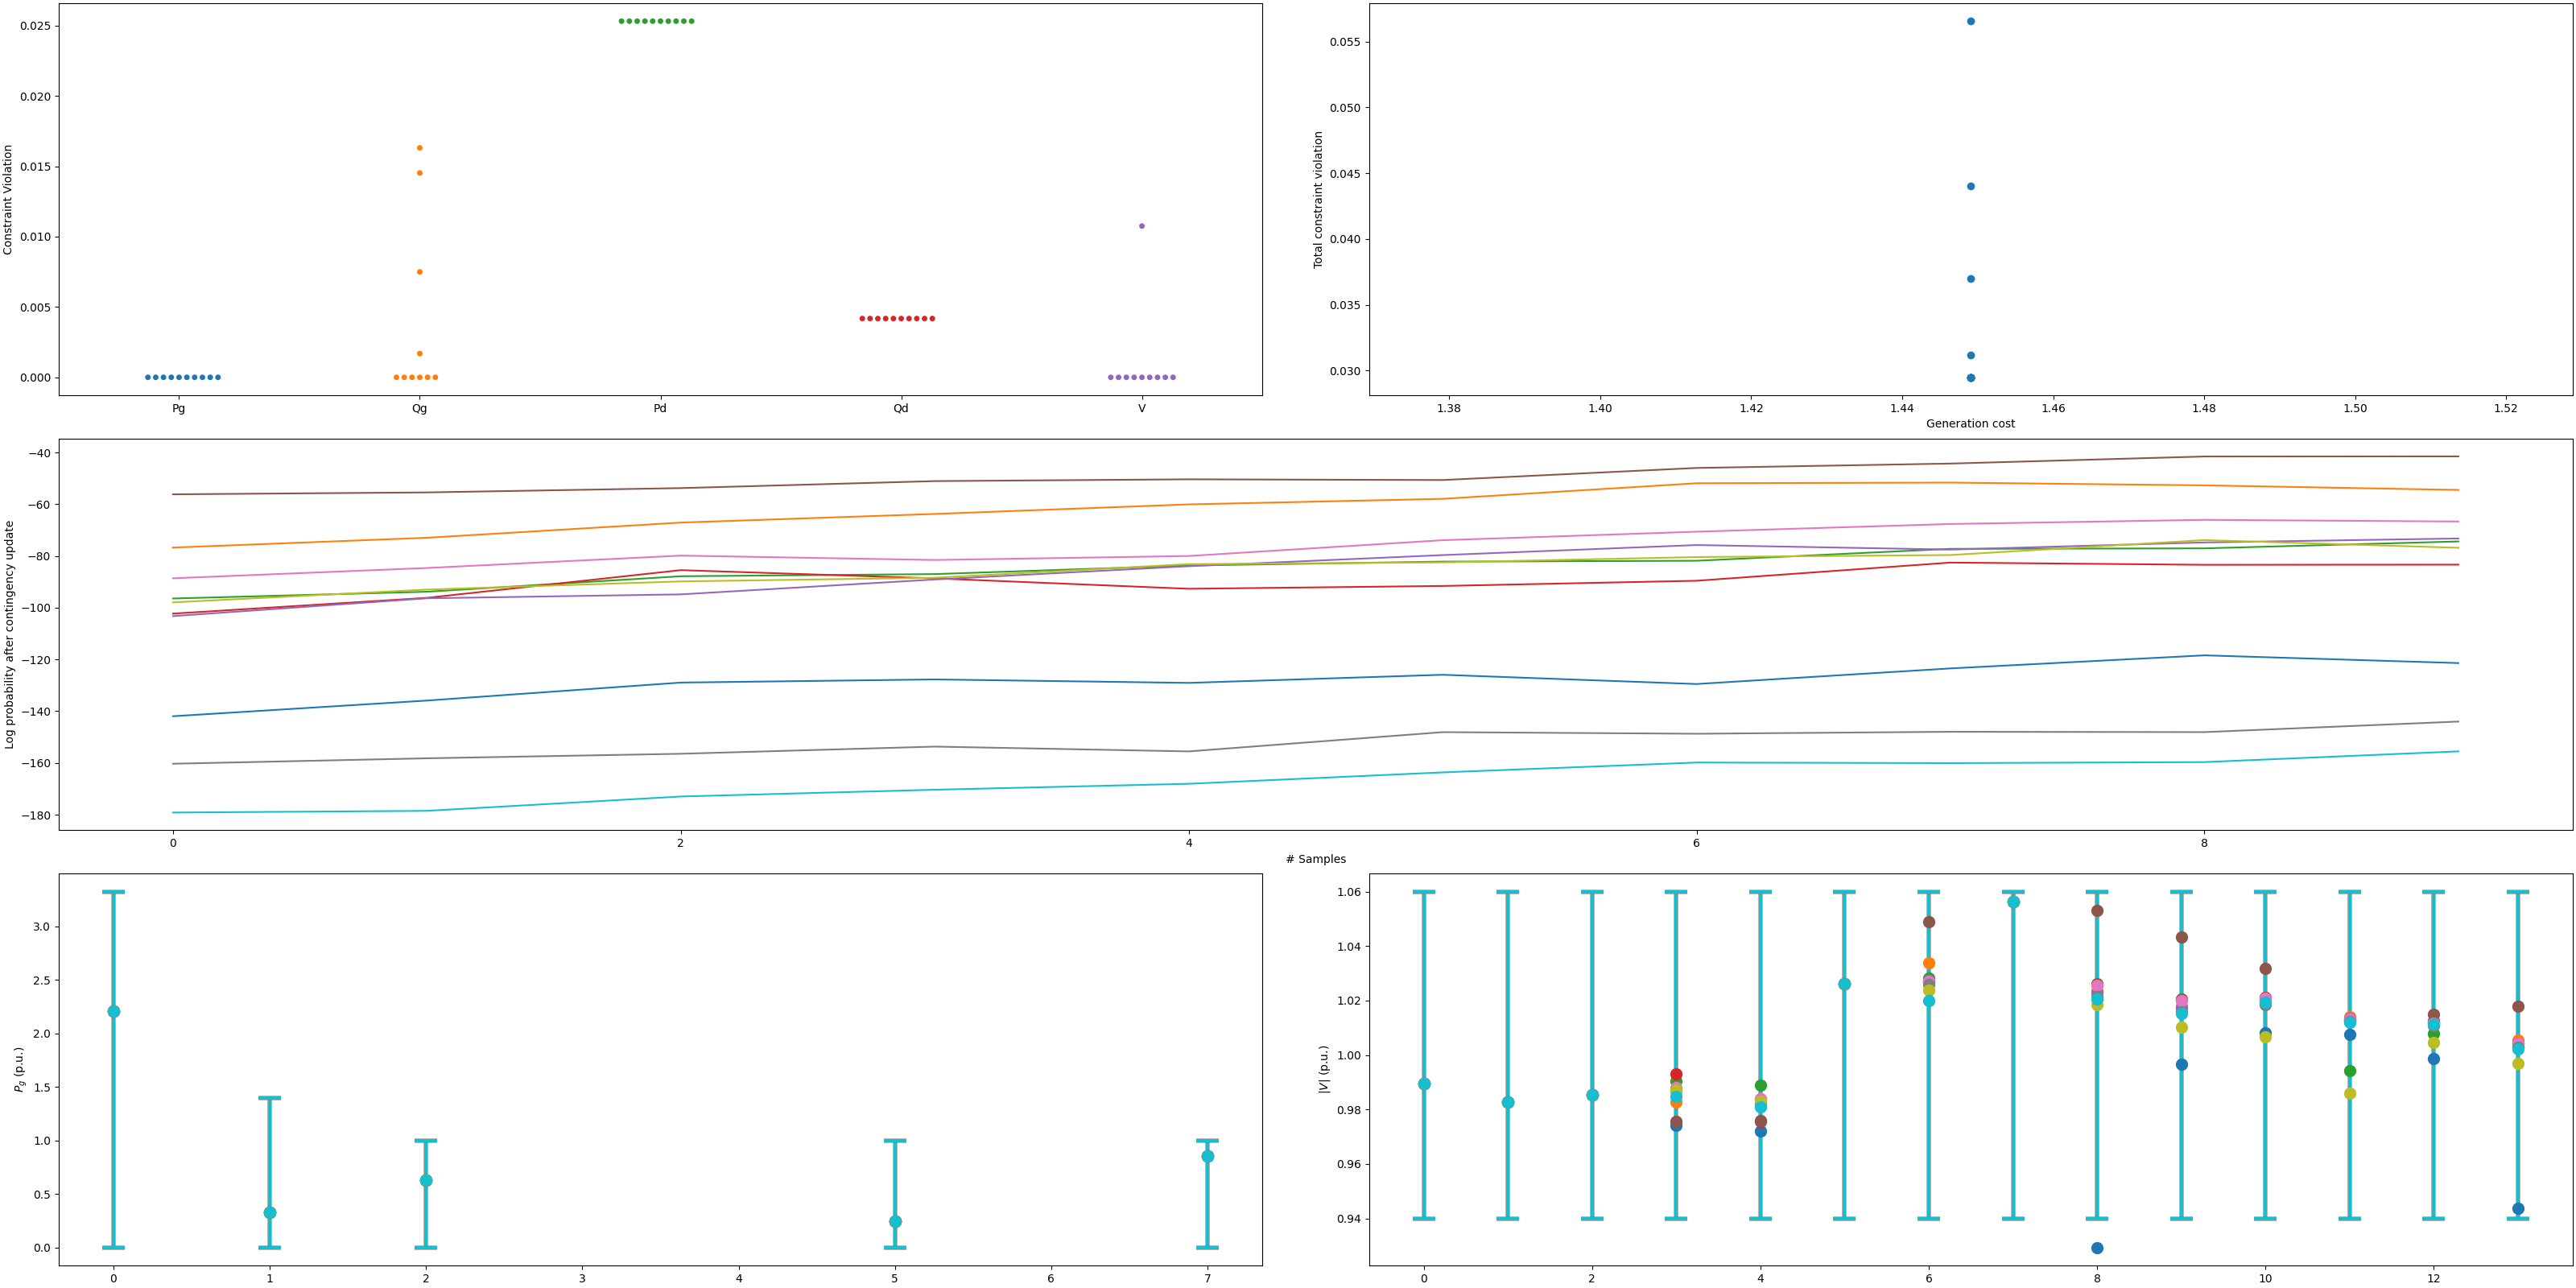 0.025
0.020
0.015
0.010
0.005
0.000
Constraint Violation
Pg Qg Pd Qd V
0.055
0.050
0.045
0.040
0.035
0.030
Total constraint violation
1.38 1.40 1.42 1.44 1.46 1.48 1.50 1.52
Generation cost
−40
−60
−80
−100
−120
−140
−160
−180
Log probability after contingency update
0 2 4 6 8
# Samples
3.0
2.5
2.0
1.5
1.0
0.5
0.0
Pg (p.u.)
0 1 2 3 4 5 6 7
1.06
1.04
1.02
1.00
0.98
0.96
0.94
|V| (p.u.)
0 2 4 6 8 10 12